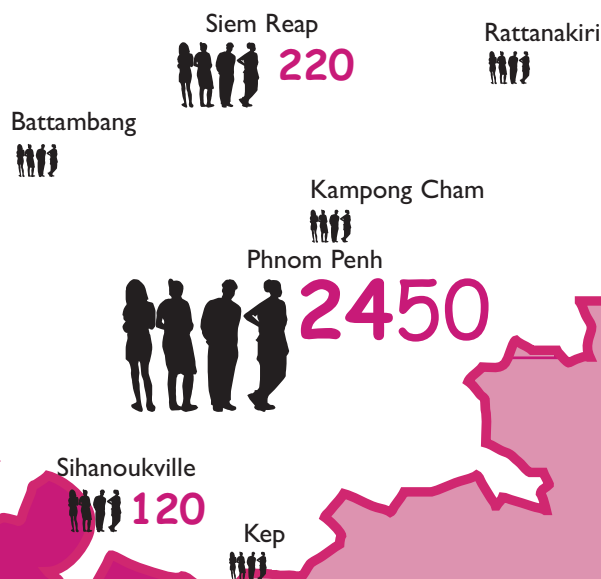 Siem Reap
220
Rattanakiri
Battambang
Kampong Cham
Phnom Penh
2450
Sihanoukville
120
Kep